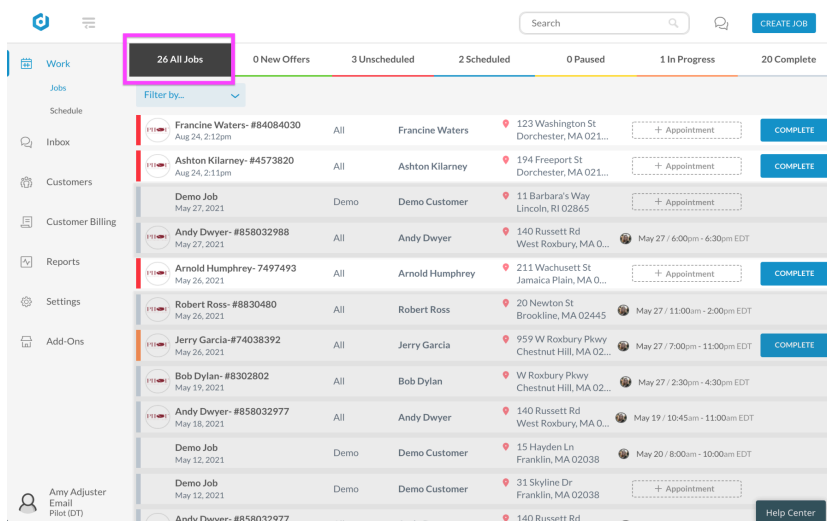 Search
CREATE JOB
Work
Jobs
Schedule
Inbox
Customers
Customer Billing
Reports
Settings
Add-Ons
Amy Adjuster
Email
Pilot (DT)
26 All Jobs
0 New Offers
3 Unscheduled
2 Scheduled
0 Paused
1 In Progress
20 Complete
Filter by...
Francine Waters- #84084030
Aug 24, 2:12pm
All
Francine Waters
123 Washington St
Dorchester, MA 021...
+ Appointment
COMPLETE
Ashton Kilarney- #4573820
Aug 24, 2:11pm
All
Ashton Kilarney
194 Freeport St
Dorchester, MA 021...
+ Appointment
COMPLETE
Demo Job
May 27, 2021
Demo
Demo Customer
11 Barbara's Way
Lincoln, RI 02865
+ Appointment
Andy Dwyer- #858032988
May 27, 2021
All
Andy Dwyer
140 Russett Rd
West Roxbury, MA 0...
May 27 / 6:00pm - 6:30pm EDT
Arnold Humphrey- 7497493
May 26, 2021
All
Arnold Humphrey
211 Wachusett St
Jamaica Plain, MA 0...
+ Appointment
COMPLETE
Robert Ross- #8830480
May 26, 2021
All
Robert Ross
20 Newton St
Brookline, MA 02445
May 27 / 11:00am - 2:00pm EDT
Jerry Garcia-#74038392
May 26, 2021
All
Jerry Garcia
959 W Roxbury Pkwy
Chestnut Hill, MA 02...
May 27 / 7:00pm - 11:00pm EDT
COMPLETE
Bob Dylan- #8302802
May 19, 2021
All
Bob Dylan
W Roxbury Pkwy
Chestnut Hill, MA 02...
May 27 / 2:30pm - 4:30pm EDT
Andy Dwyer- #858032977
May 18, 2021
All
Andy Dwyer
140 Russett Rd
West Roxbury, MA 0...
May 19 / 10:45am - 11:00am EDT
Demo Job
May 12, 2021
Demo
Demo Customer
15 Hayden Ln
Franklin, MA 02038
May 20 / 8:00am - 10:00am EDT
Demo Job
May 12, 2021
Demo
Demo Customer
31 Skyline Dr
Franklin, MA 02038
+ Appointment
Andy Dwyer- #858032977
140 Russett Rd
Help Center